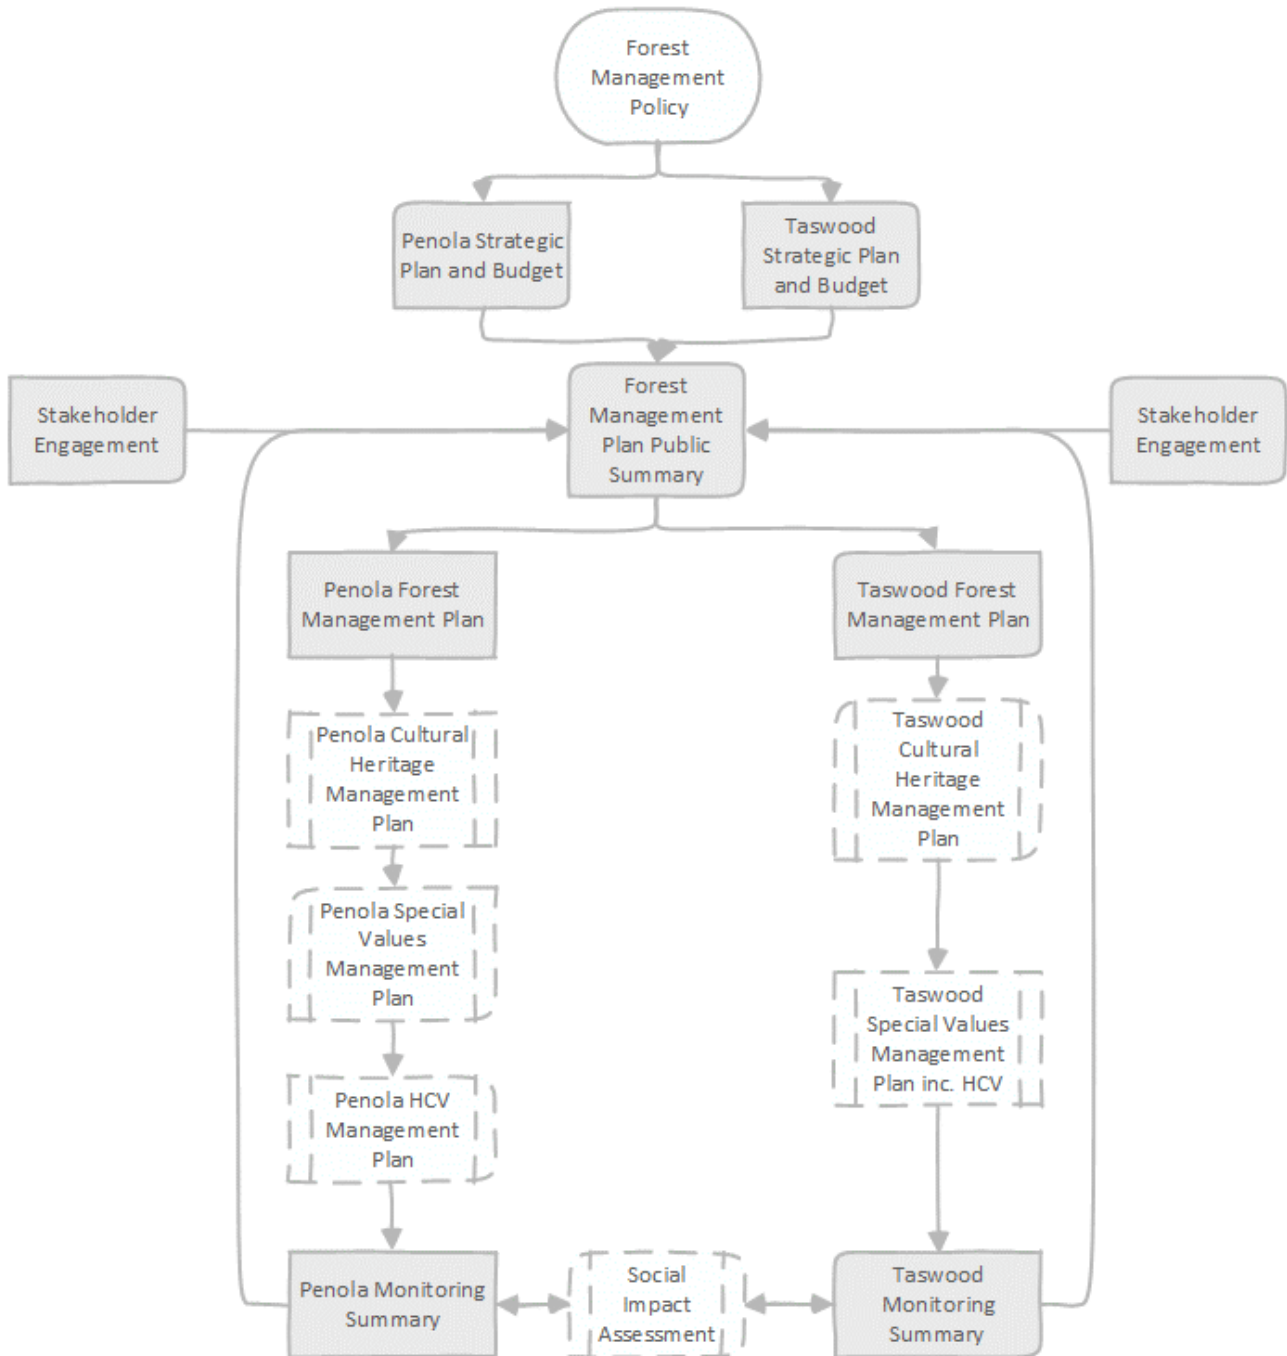 Forest
Management
Policy
Penola Strategic
Plan and Budget
Taswood
Strategic Plan
and Budget
Stakeholder
Engagement
Forest
Management
Plan Public
Summary
Stakeholder
Engagement
Penola Forest
Management Plan
Taswood Forest
Management Plan
Penola Cultural
Heritage
Management
Plan
Taswood
Cultural
Heritage
Management
Plan
Penola Special
Values
Management
Plan
Taswood
Special Values
Management
Plan inc. HCV
Penola HCV
Management
Plan
Penola Monitoring
Summary
Social
Impact
Assessment
Taswood
Monitoring
Summary